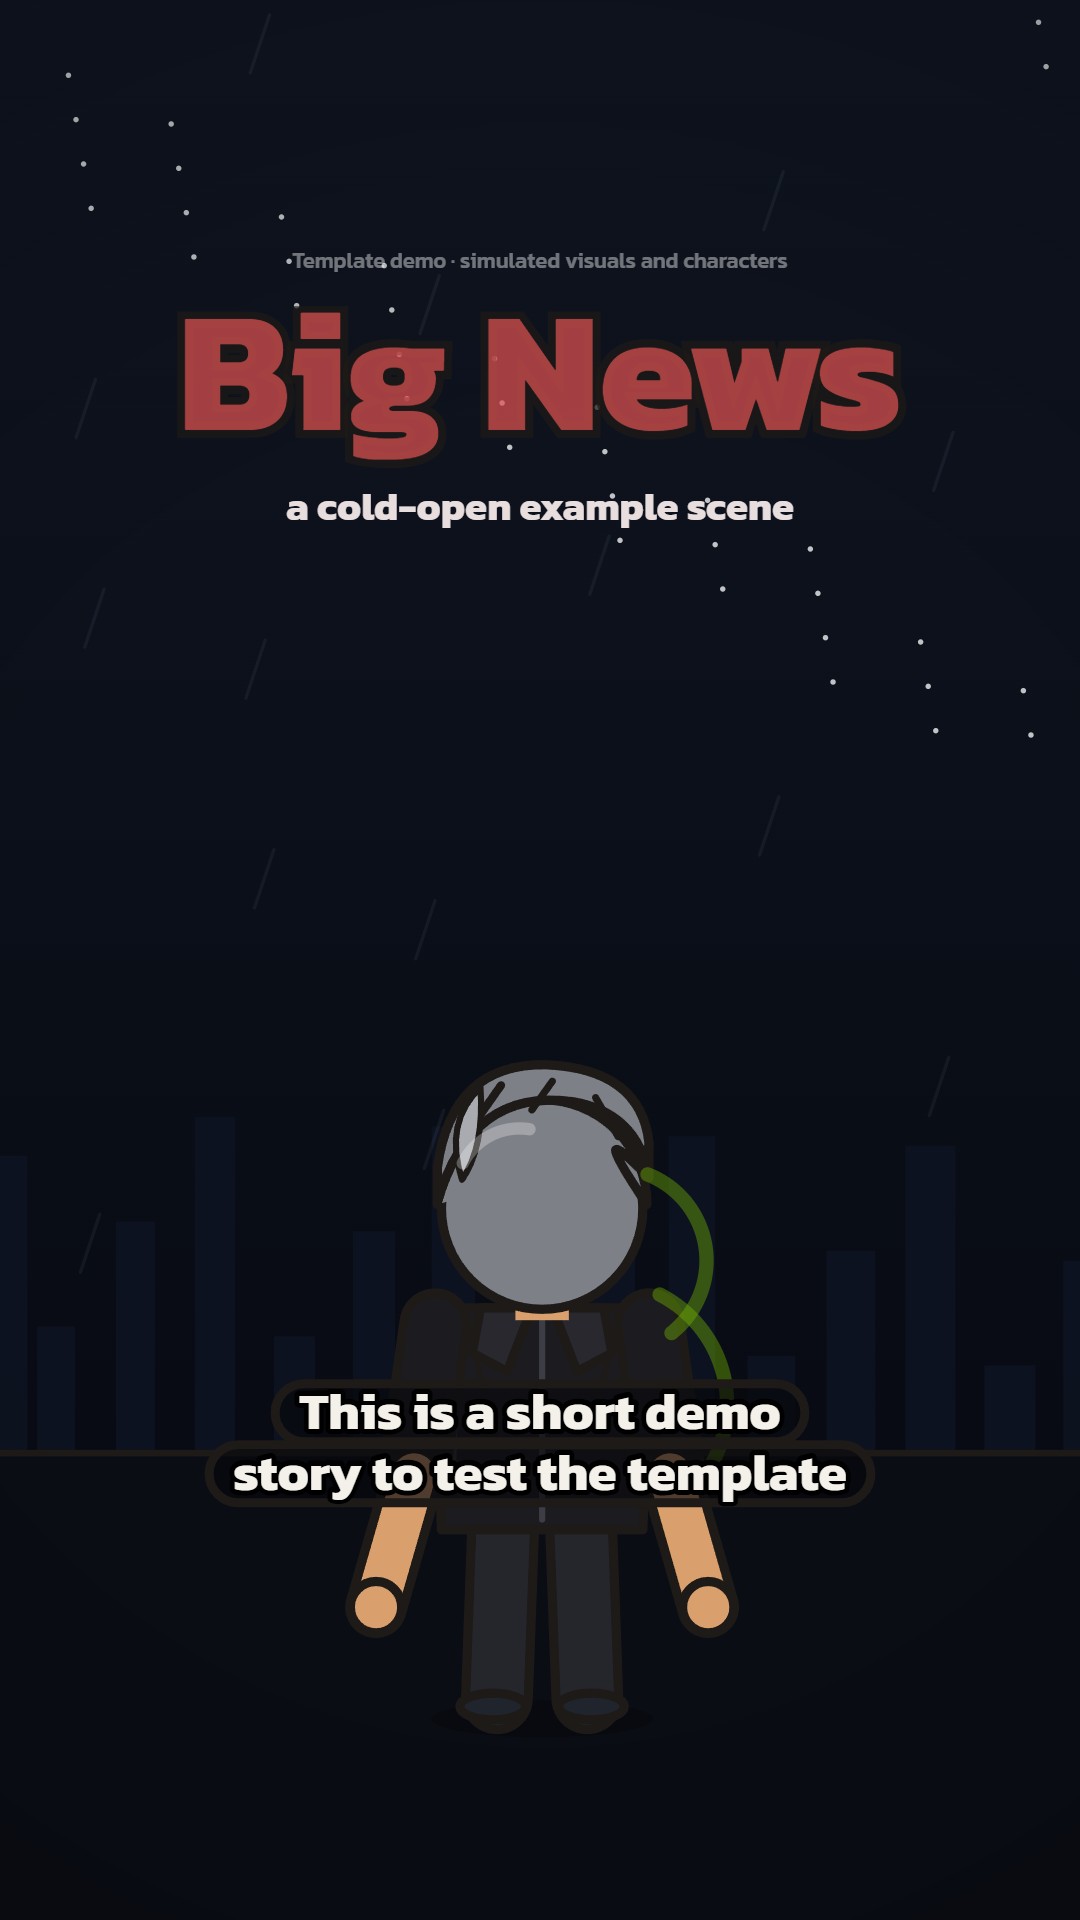 Template demo · simulated visuals and characters
Big News
a cold-open example scene
This is a short demo
story to test the template